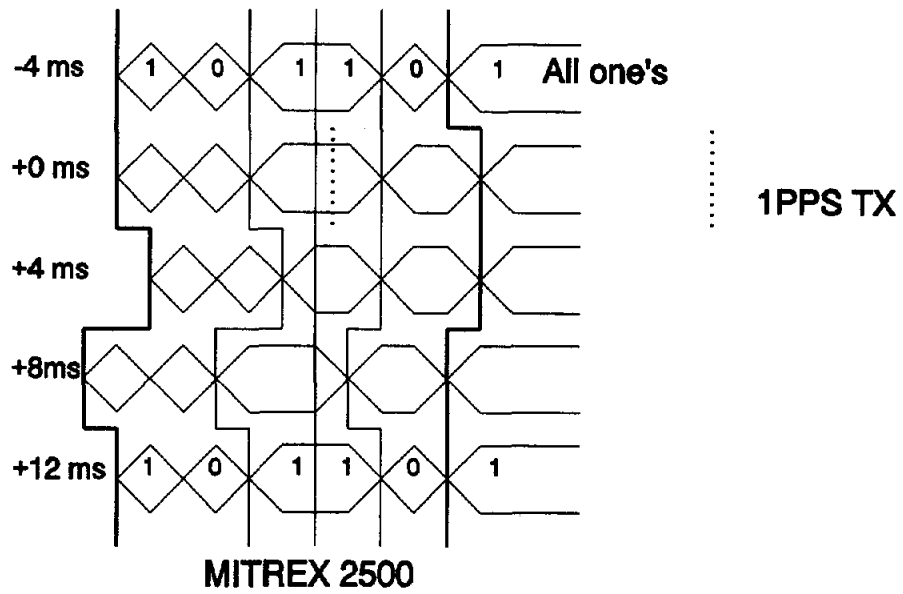 -4 ms 1 0 1 1 0 1 All one's
+0 ms
1PPS TX
+4 ms
+8ms
+12 ms 1 0 1 1 0 1
MITREX 2500